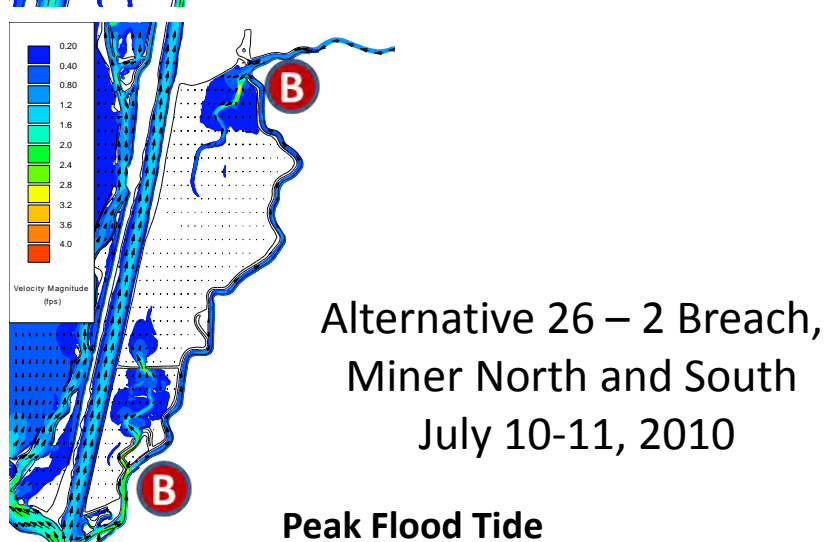 0.20
0.40
0.80
1.2
1.6
2.0
2.4
2.8
3.2
3.6
4.0
Velocity Magnitude
(fps)
B
Alternative 26 – 2 Breach,
Miner North and South
July 10-11, 2010
B
Peak Flood Tide